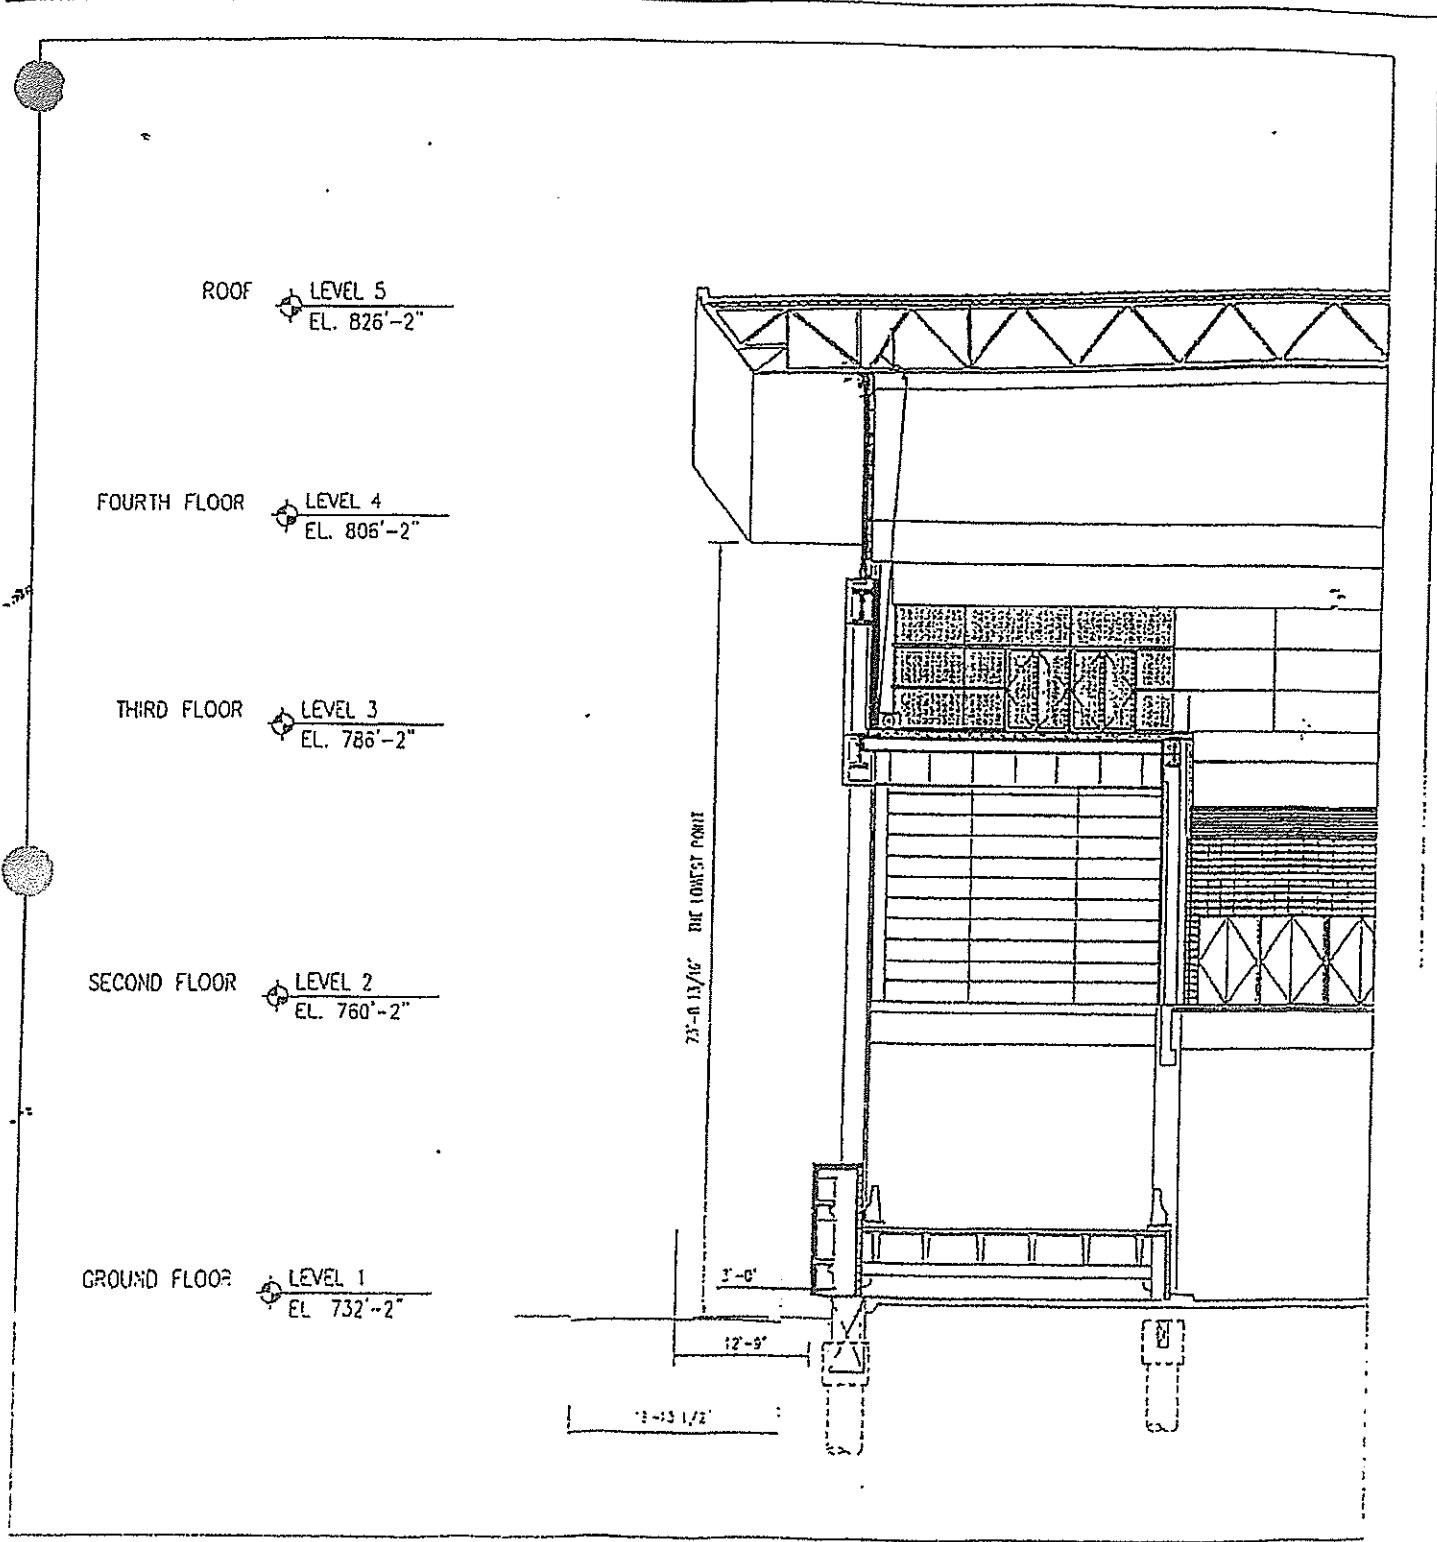 ROOF LEVEL 5
EL. 826'-2"
FOURTH FLOOR LEVEL 4
EL. 806'-2"
THIRD FLOOR LEVEL 3
EL. 786'-2"
SECOND FLOOR LEVEL 2
EL. 760'-2"
GROUND FLOOR LEVEL 1
EL 732'-2"
LOWEST POINT
3'-0"
12'-9"